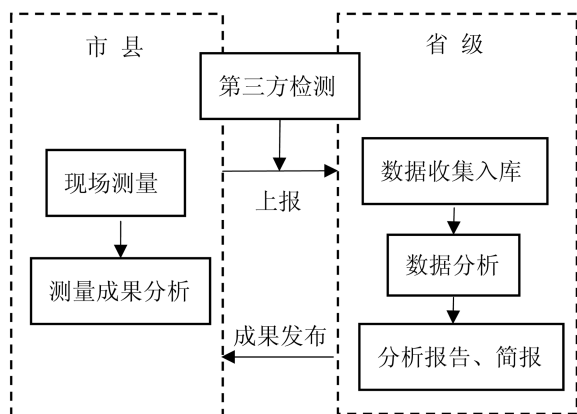 市 县
省 级
第三方检测
现场测量
上报
数据收集入库
测量成果分析
数据分析
成果发布
分析报告、简报